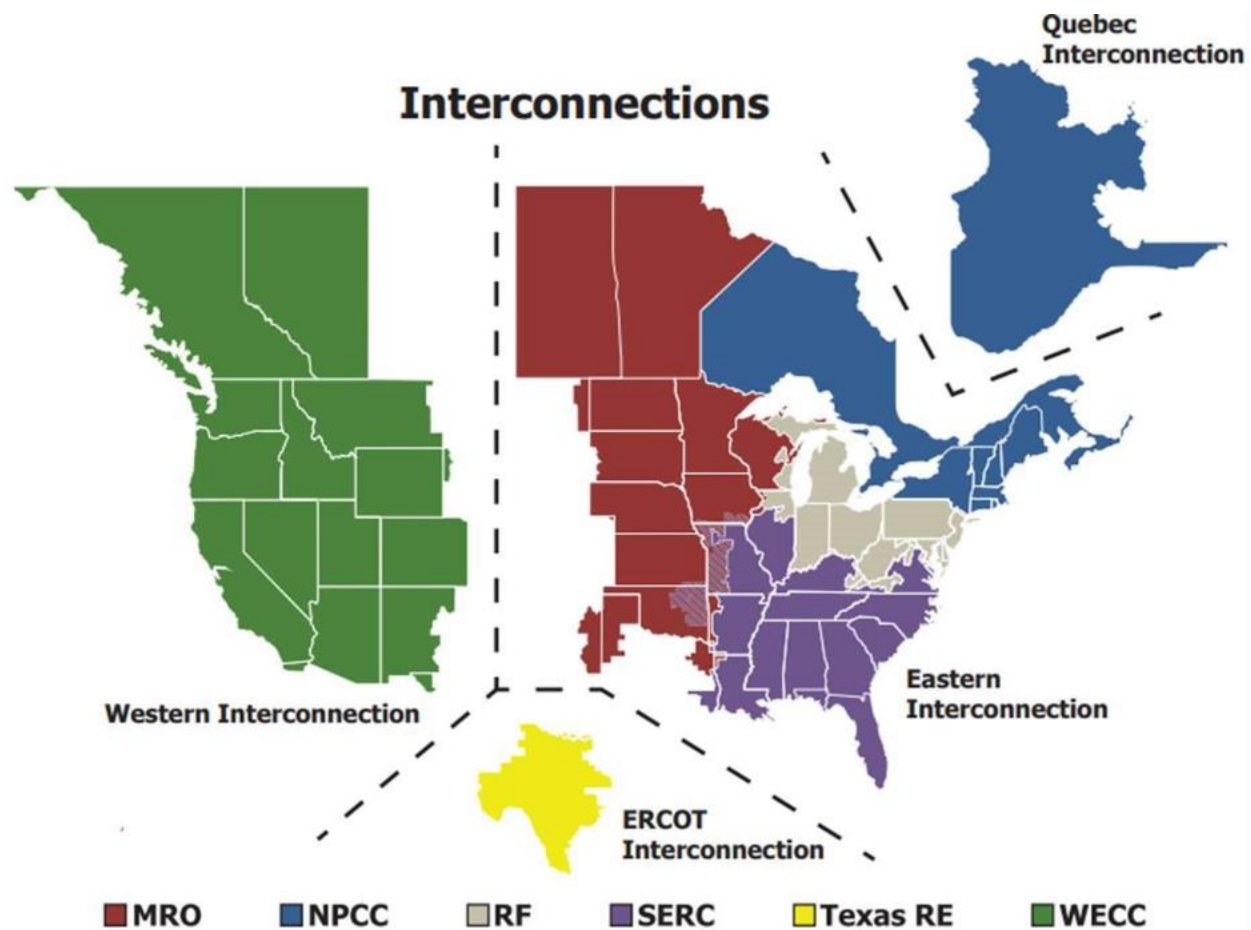 Quebec
Interconnection
Interconnections
Western Interconnection
Eastern
Interconnection
ERCOT
Interconnection
MRO NPCC RF SERC Texas RE WECC